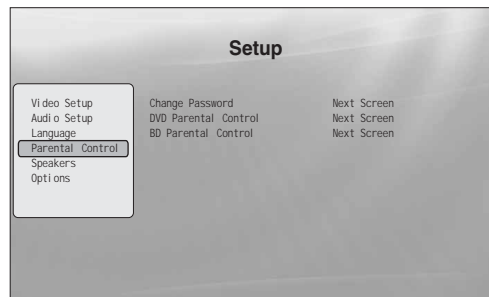 Setup
Video Setup
Audio Setup
Language
Parental Control
Speakers
Options
Change Password Next Screen
DVD Parental Control Next Screen
BD Parental Control Next Screen